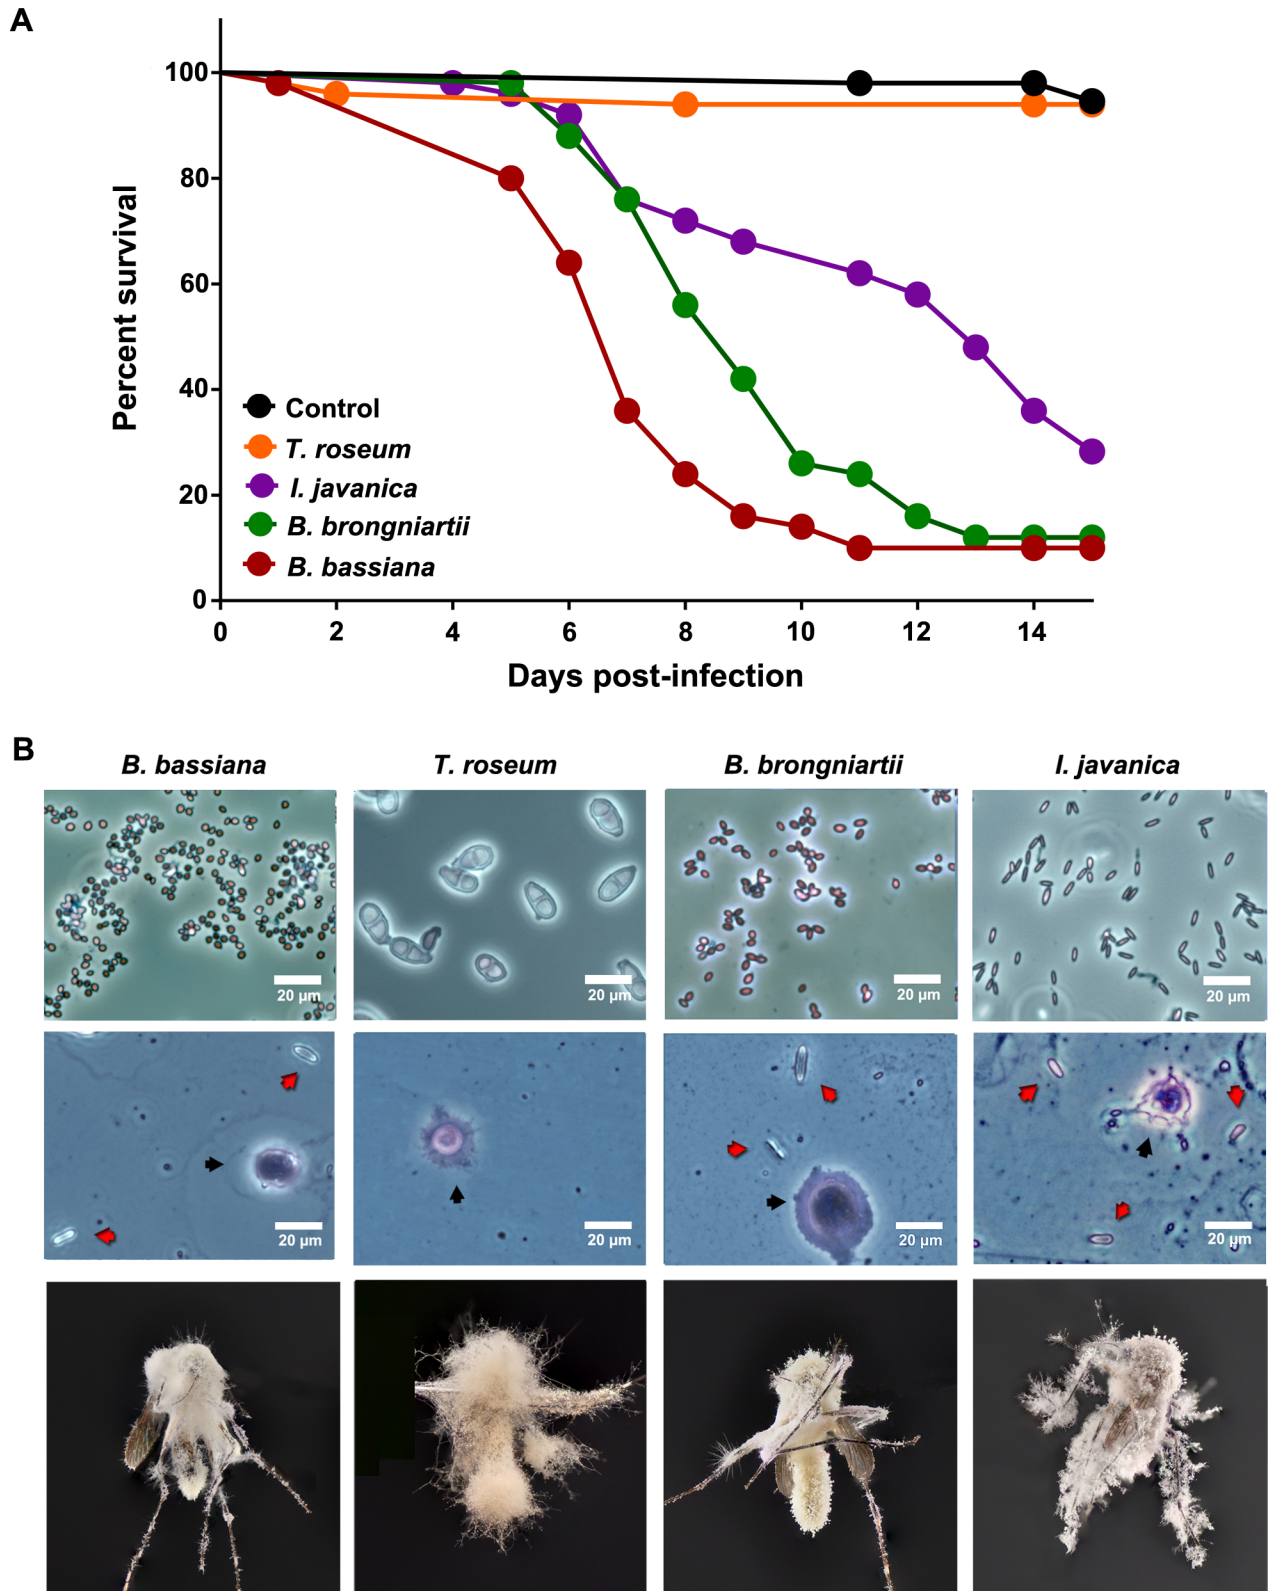 A
100
80
60
40
20
0
Percent survival
Control
T. roseum
I. javanica
B. brongniartii
B. bassiana
0 2 4 6 8 10 12 14
Days post-infection
B
B. bassiana T. roseum B. brongniartii I. javanica
20 µm 20 µm 20 µm 20 µm
20 µm 20 µm 20 µm 20 µm